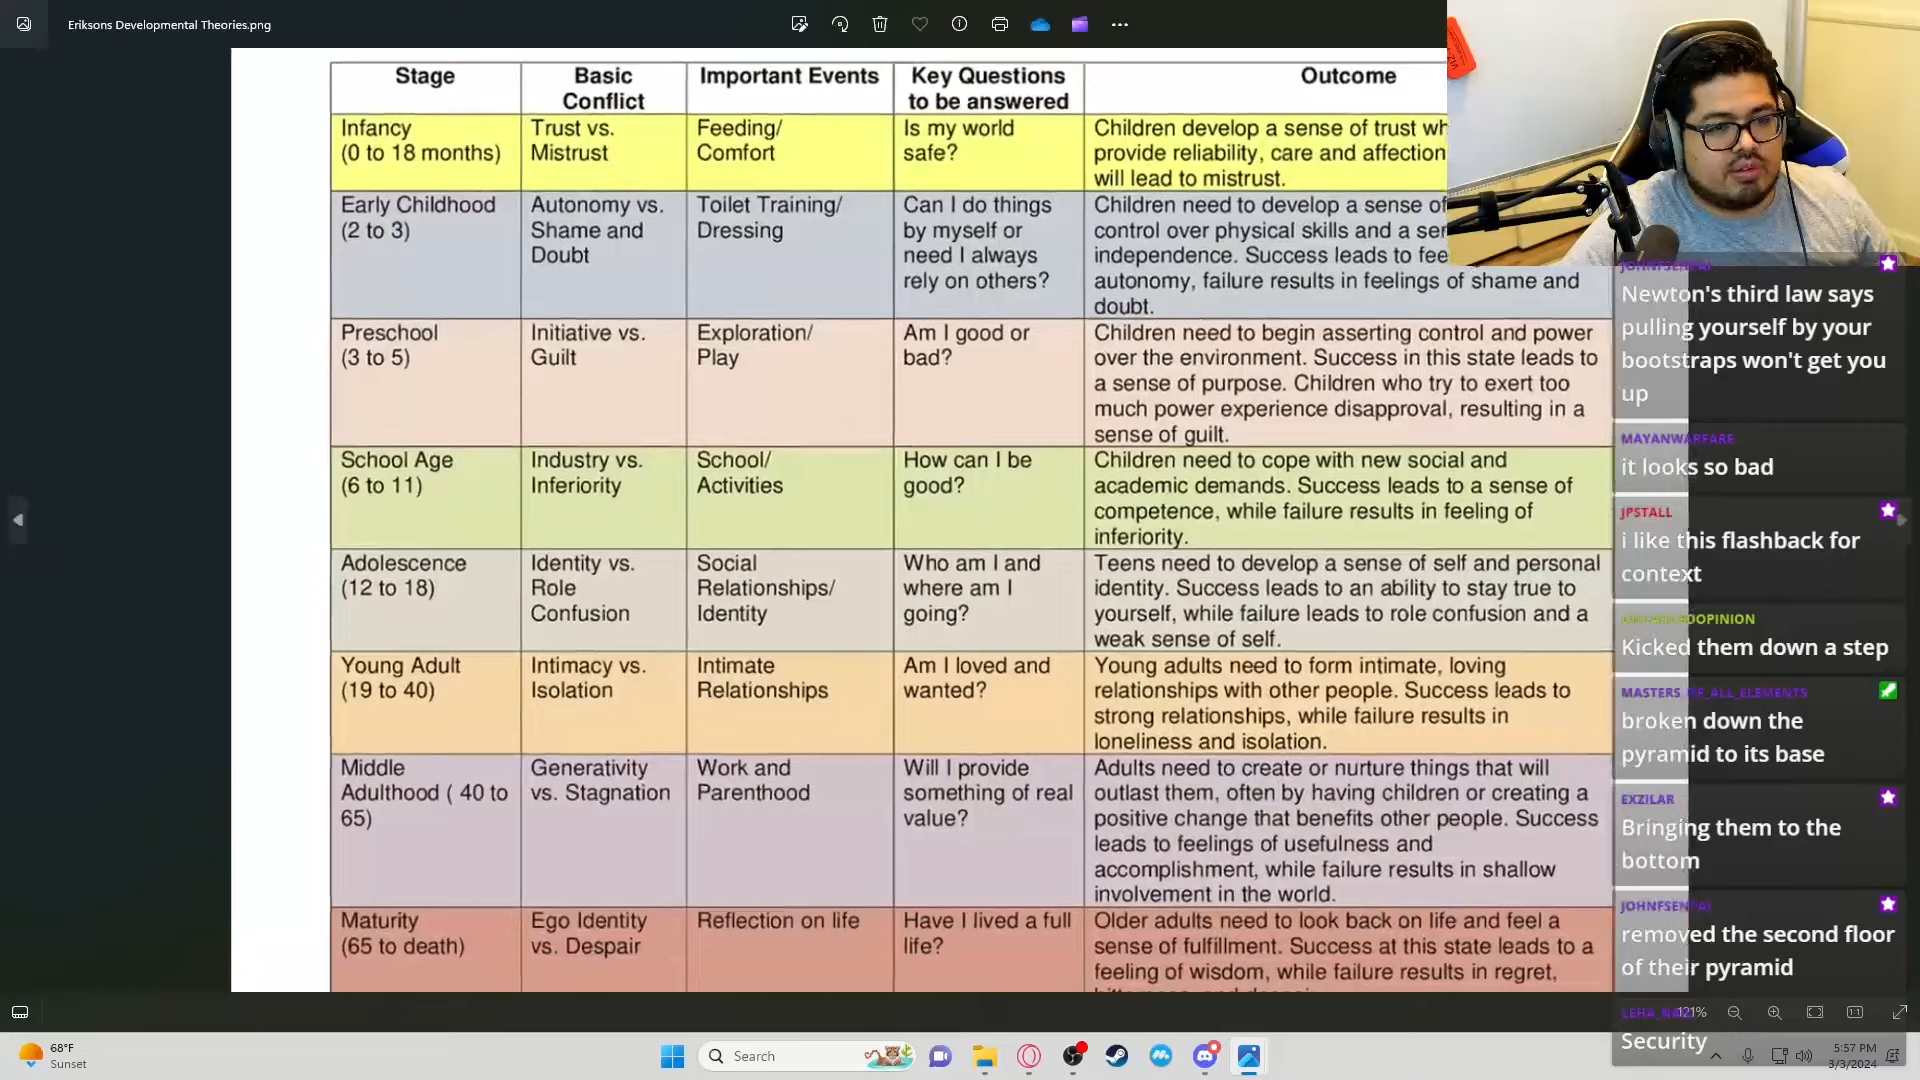 Eriksons Developmental Theories.png
Stage
Basic
Conflict
Important Events
Key Questions
to be answered
Outcome
Infancy
(0 to 18 months)
Trust vs.
Mistrust
Feeding/
Comfort
Is my world
safe?
Children develop a sense of trust
provide reliability, care and affection
will lead to mistrust.
Early Childhood
(2 to 3)
Autonomy vs.
Shame and
Doubt
Toilet Training/
Dressing
Can I do things
by myself or
need I always
rely on others?
Children need to develop a sense of
control over physical skills and a
independence. Success leads to
autonomy, failure results in feelings of shame and
doubt.
Preschool
(3 to 5)
Initiative vs.
Guilt
Exploration/
Play
Am I good or
bad?
Children need to begin asserting control and power
over the environment. Success in this state leads to
a sense of purpose. Children who try to exert too
much power experience disapproval, resulting in a
sense of guilt.
School Age
(6 to 11)
Industry vs.
Inferiority
School/
Activities
How can I be
good?
Children need to cope with new social and
academic demands. Success leads to a sense of
competence, while failure results in feeling of
inferiority.
Adolescence
(12 to 18)
Identity vs.
Role
Confusion
Social
Relationships/
Identity
Who am I and
where am I
going?
Teens need to develop a sense of self and personal
identity. Success leads to an ability to stay true to
yourself, while failure leads to role confusion and a
weak sense of self.
Young Adult
(19 to 40)
Intimacy vs.
Isolation
Intimate
Relationships
Am I loved and
wanted?
Young adults need to form intimate, loving
relationships with other people. Success leads to
strong relationships, while failure results in
loneliness and isolation.
Middle
Adulthood ( 40 to
65)
Generativity
vs. Stagnation
Work and
Parenthood
Will I provide
something of real
value?
Adults need to create or nurture things that will
outlast them, often by having children or creating a
positive change that benefits other people. Success
leads to feelings of usefulness and
accomplishment, while failure results in shallow
involvement in the world.
Maturity
(65 to death)
Ego Identity
vs. Despair
Reflection on life
Have I lived a full
life?
Older adults need to look back on life and feel a
sense of fulfillment. Success at this state leads to a
feeling of wisdom, while failure results in regret,
JOHNFSENPAI
Newton's third law says
pulling yourself by your
bootstraps won't get you
up
MAYANWARFARE
it looks so bad
JPSTALL
i like this flashback for
context
Kicked them down a step
MASTERS_OF_ALL_ELEMENTS
broken down the
pyramid to its base
EXZILAR
Bringing them to the
bottom
JOHNFSENPAI
removed the second floor
of their pyramid
121%
Security
68°F
Sunset
Search
5:57 PM
3/3/2024